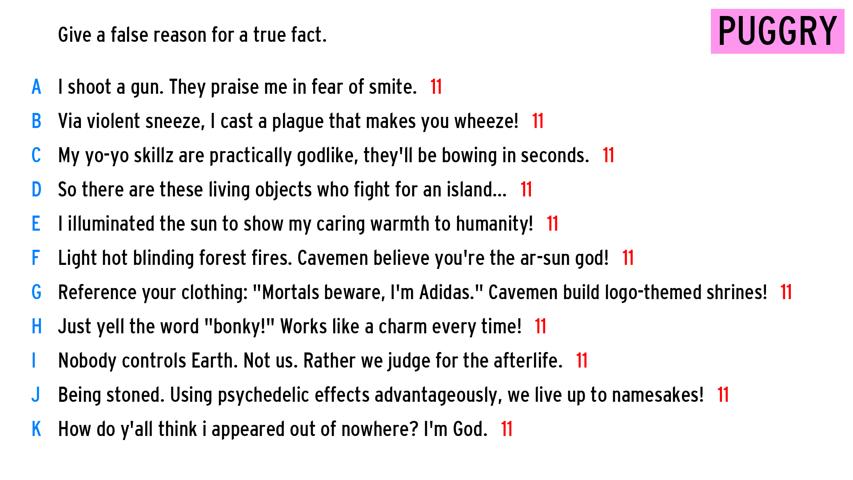 Give a false reason for a true fact.
PUGGRY
A I shoot a gun. They praise me in fear of smite. 11
B Via violent sneeze, I cast a plague that makes you wheeze! 11
C My yo-yo skillz are practically godlike, they'll be bowing in seconds. 11
D So there are these living objects who fight for an island... 11
E I illuminated the sun to show my caring warmth to humanity! 11
F Light hot blinding forest fires. Cavemen believe you're the ar-sun god! 11
G Reference your clothing: "Mortals beware, I'm Adidas." Cavemen build logo-themed shrines! 11
H Just yell the word "bonky!" Works like a charm every time! 11
I Nobody controls Earth. Not us. Rather we judge for the afterlife. 11
J Being stoned. Using psychedelic effects advantageously, we live up to namesakes! 11
K How do y'all think i appeared out of nowhere? I'm God. 11